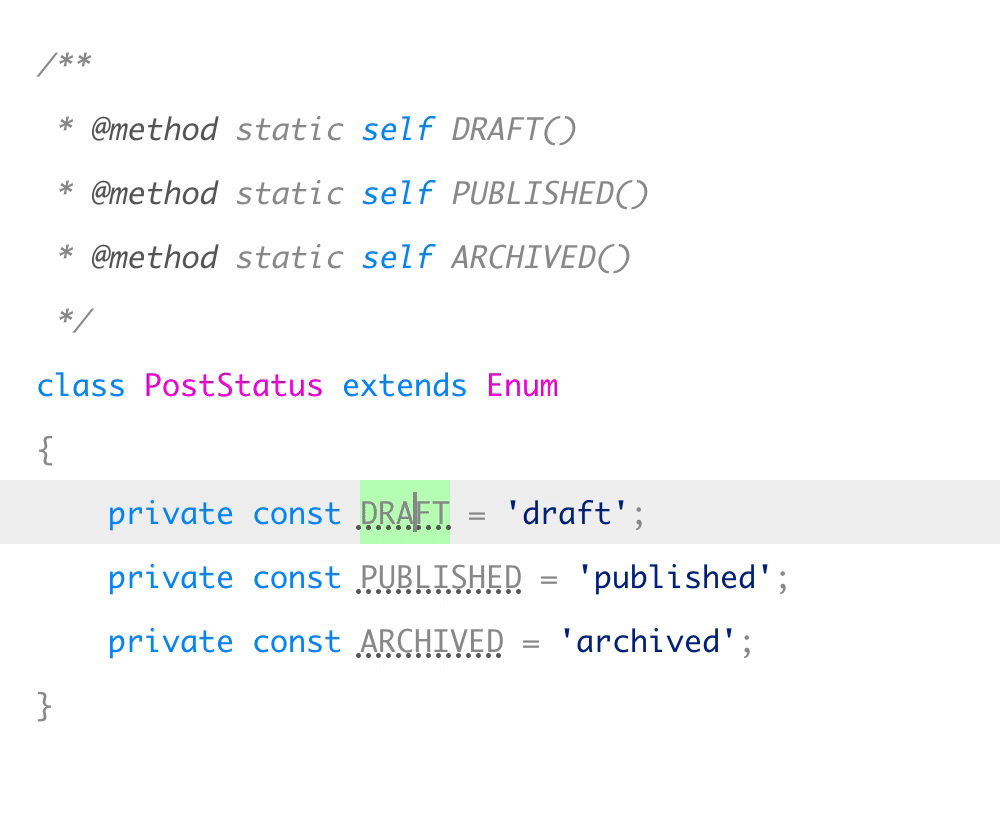 /**
 * @method static self DRAFT()
 * @method static self PUBLISHED()
 * @method static self ARCHIVED()
 */
class PostStatus extends Enum
{
    private const DRAFT = 'draft';
    private const PUBLISHED = 'published';
    private const ARCHIVED = 'archived';
}